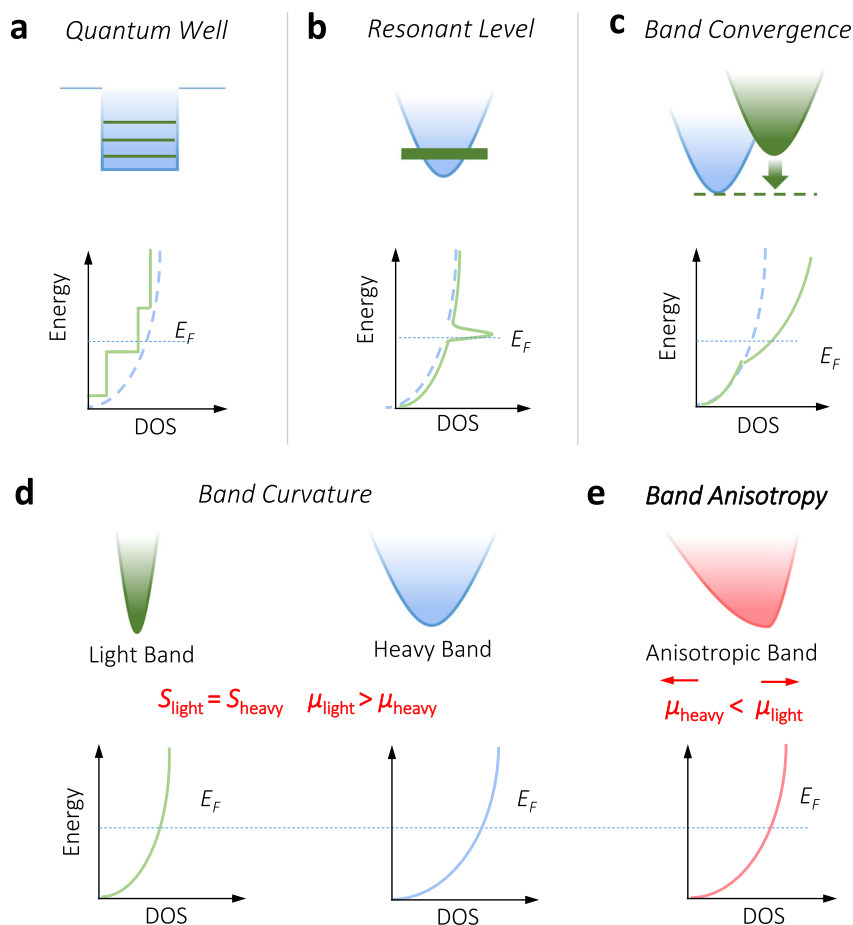 a Quantum Well
b Resonant Level
c Band Convergence
Energy
E_F
DOS
Energy
E_F
DOS
Energy
E_F
DOS
d Band Curvature
e Band Anisotropy
Light Band
Heavy Band
Anisotropic Band
S_light = S_heavy μ_light > μ_heavy
μ_heavy < μ_light
Energy
E_F
DOS
E_F
DOS
E_F
DOS